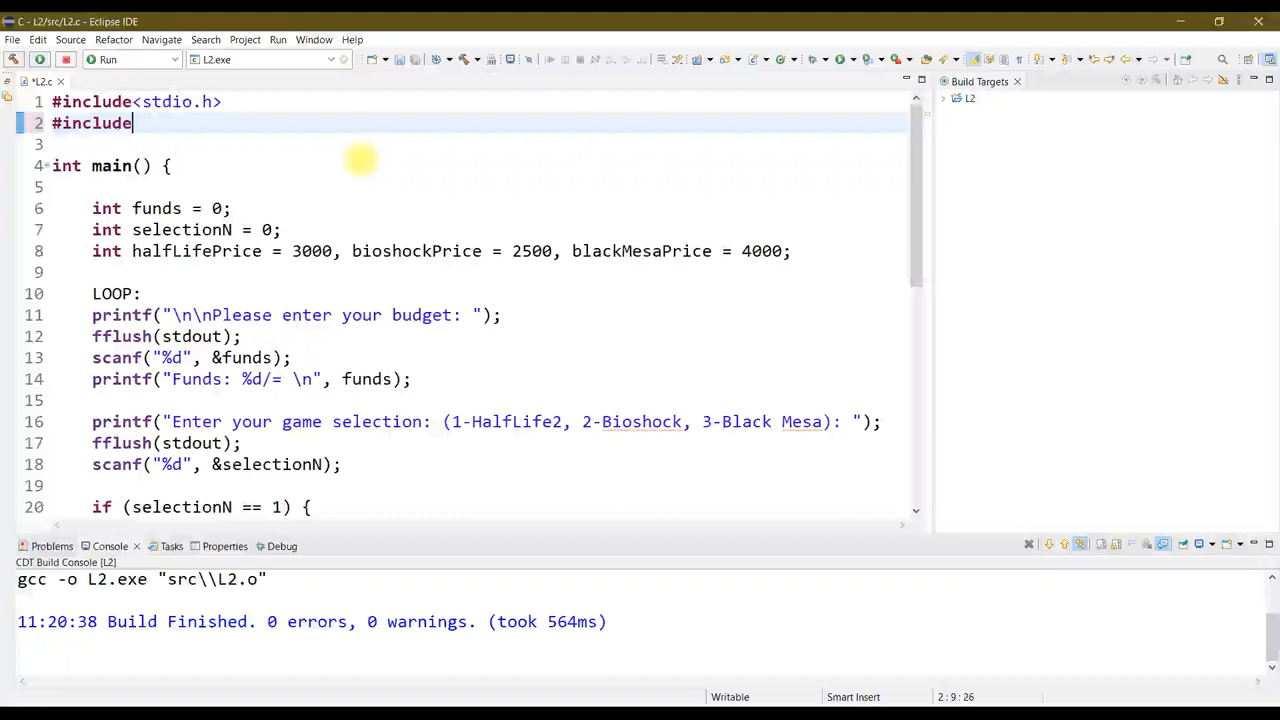 C - L2/src/L2.c - Eclipse IDE
File Edit Source Refactor Navigate Search Project Run Window Help
Run L2.exe
*L2.c
1 #include<stdio.h>
2 #include
3
4 int main() {
5
6 int funds = 0;
7 int selectionN = 0;
8 int halfLifePrice = 3000, bioshockPrice = 2500, blackMesaPrice = 4000;
9
10 LOOP:
11 printf("\n\nPlease enter your budget: ");
12 fflush(stdout);
13 scanf("%d", &funds);
14 printf("Funds: %d/= \n", funds);
15
16 printf("Enter your game selection: (1-HalfLife2, 2-Bioshock, 3-Black Mesa): ");
17 fflush(stdout);
18 scanf("%d", &selectionN);
19
20 if (selectionN == 1) {
Build Targets
L2
Problems Console Tasks Properties Debug
CDT Build Console [L2]
gcc -o L2.exe "src\\L2.o"
11:20:38 Build Finished. 0 errors, 0 warnings. (took 564ms)
Writable Smart Insert 2 : 9 : 26